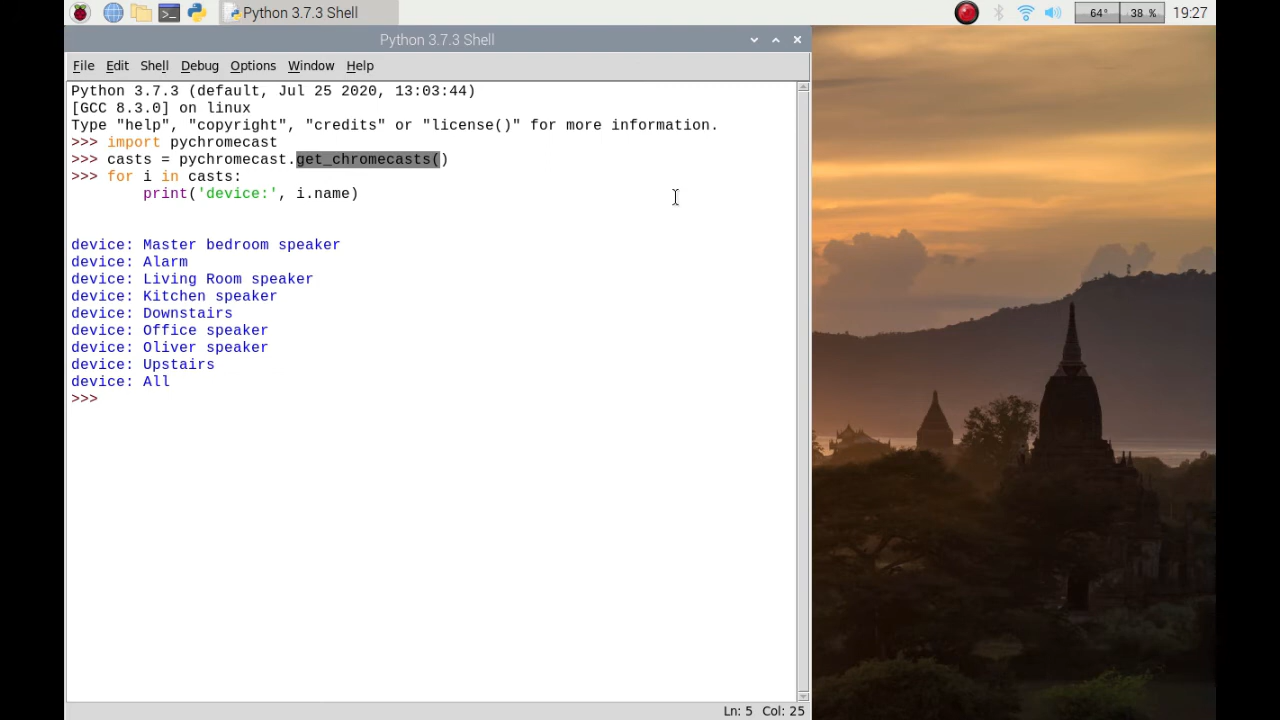 Python 3.7.3 Shell
64° 38 % 19:27
Python 3.7.3 Shell
File Edit Shell Debug Options Window Help
Python 3.7.3 (default, Jul 25 2020, 13:03:44)
[GCC 8.3.0] on linux
Type "help", "copyright", "credits" or "license()" for more information.
>>> import pychromecast
>>> casts = pychromecast.get_chromecasts()
>>> for i in casts:
        print('device:', i.name)
device: Master bedroom speaker
device: Alarm
device: Living Room speaker
device: Kitchen speaker
device: Downstairs
device: Office speaker
device: Oliver speaker
device: Upstairs
device: All
>>>
Ln: 5 Col: 25